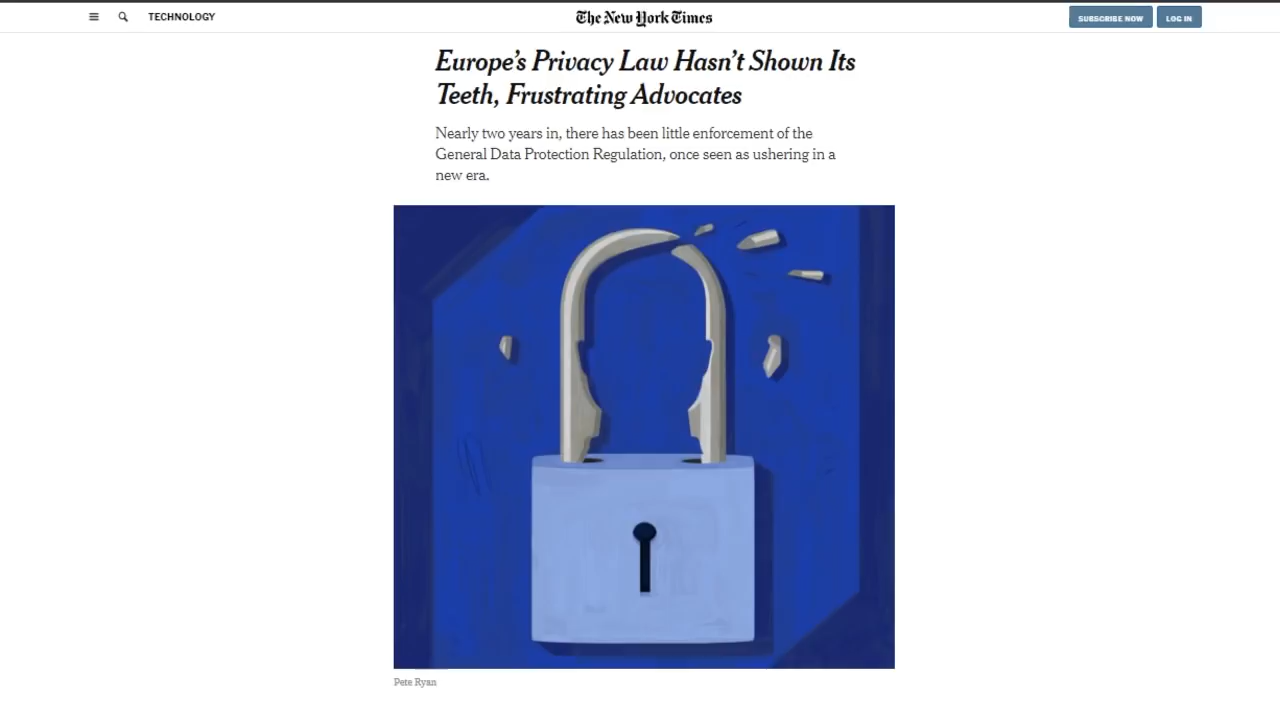 TECHNOLOGY
The New York Times
SUBSCRIBE NOW
LOG IN
Europe’s Privacy Law Hasn’t Shown Its
Teeth, Frustrating Advocates
Nearly two years in, there has been little enforcement of the
General Data Protection Regulation, once seen as ushering in a
new era.
Pete Ryan